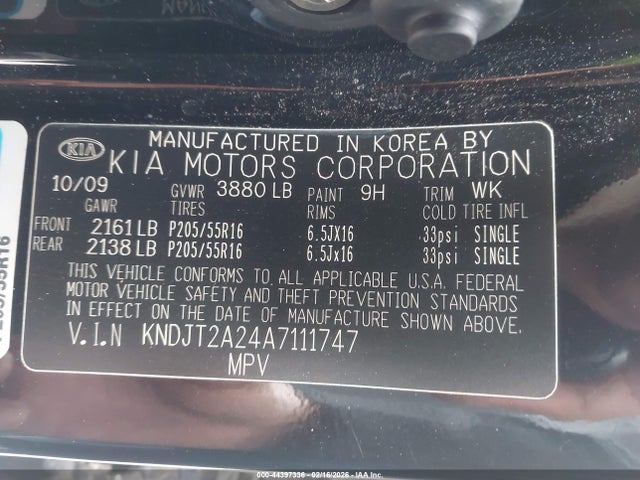 KIA MANUFACTURED IN KOREA BY
KIA MOTORS CORPORATION
10/09 GVWR 3880 LB PAINT 9H TRIM WK
GAWR TIRES RIMS COLD TIRE INFL
FRONT 2161 LB P205/55R16 6.5JX16 33psi SINGLE
REAR 2138 LB P205/55R16 6.5Jx16 33psi SINGLE
THIS VEHICLE CONFORMS TO ALL APPLICABLE U.S.A. FEDERAL
MOTOR VEHICLE SAFETY AND THEFT PREVENTION STANDARDS
IN EFFECT ON THE DATE OF MANUFACTURE SHOWN ABOVE.
V.I.N KNDJT2A24A7111747
MPV
P205/55R16
© 44397336 - 02/16/2026 - IAA Inc.